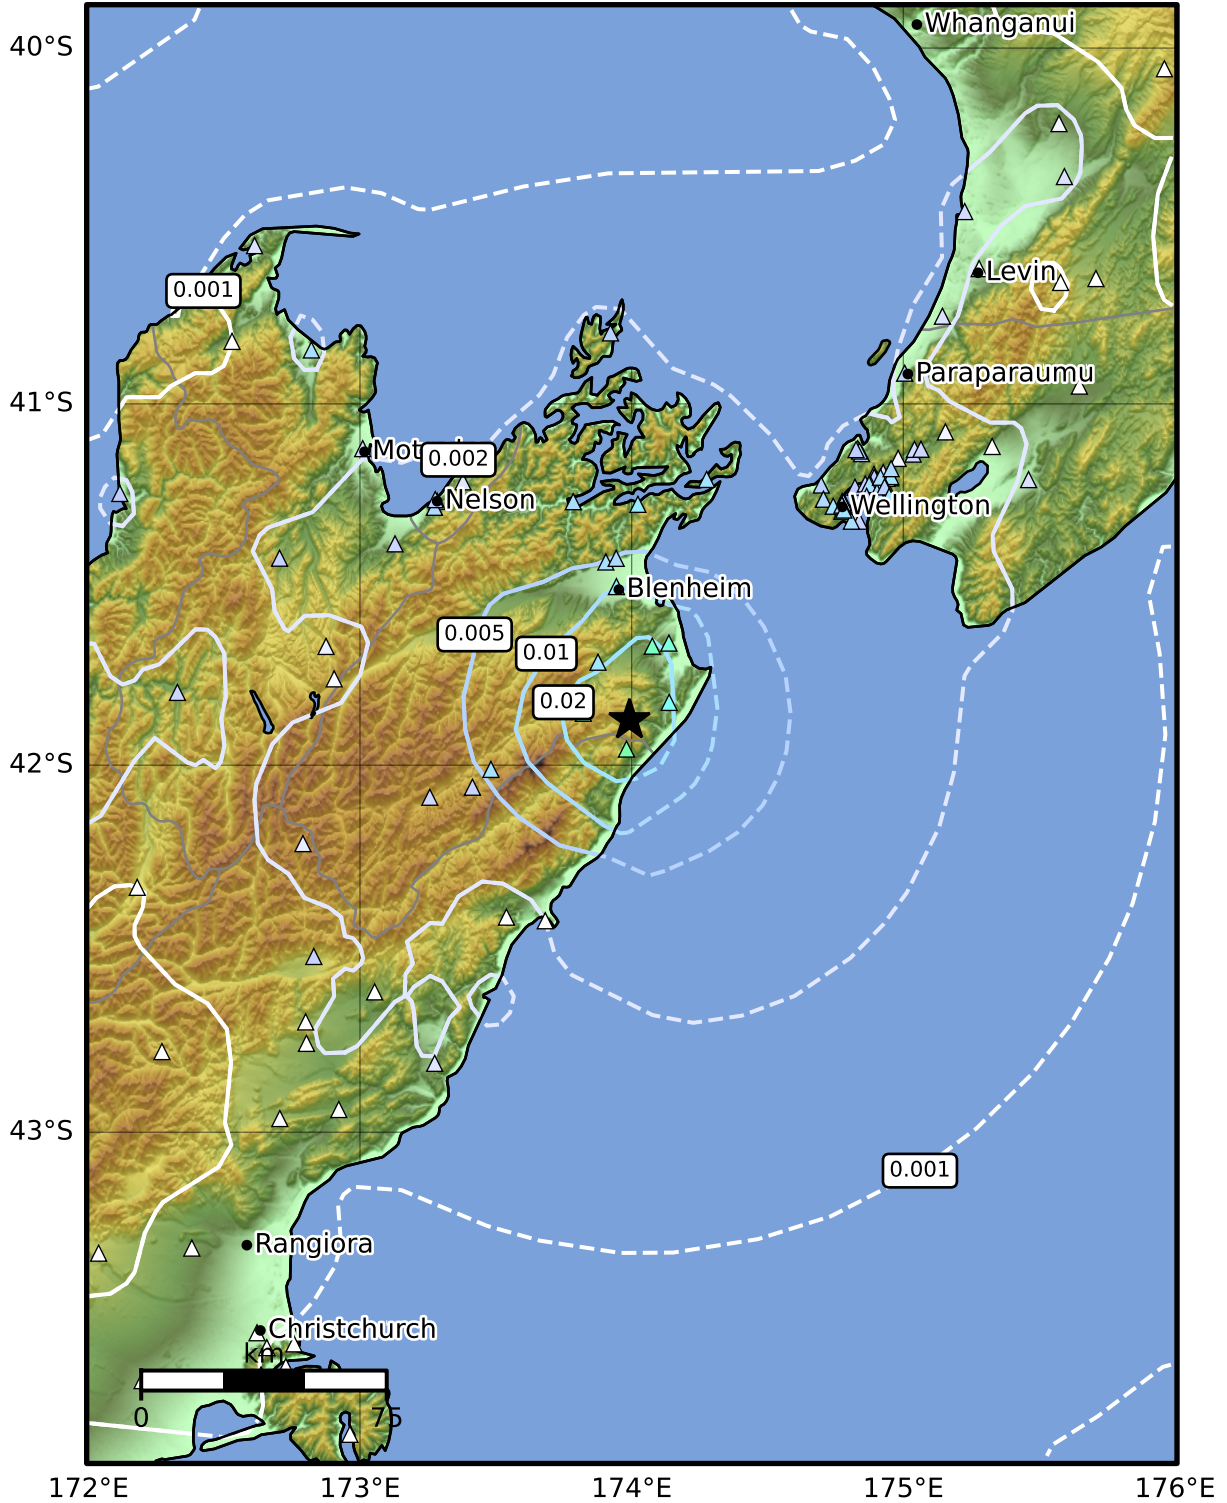 Whanganui
40°S
Levin
0.001
Paraparaumu
41°S
0.002
Nelson
Wellington
Blenheim
0.005
0.01
0.02
42°S
43°S
0.001
Rangiora
Christchurch
km
0
75
172°E
173°E
174°E
175°E
176°E